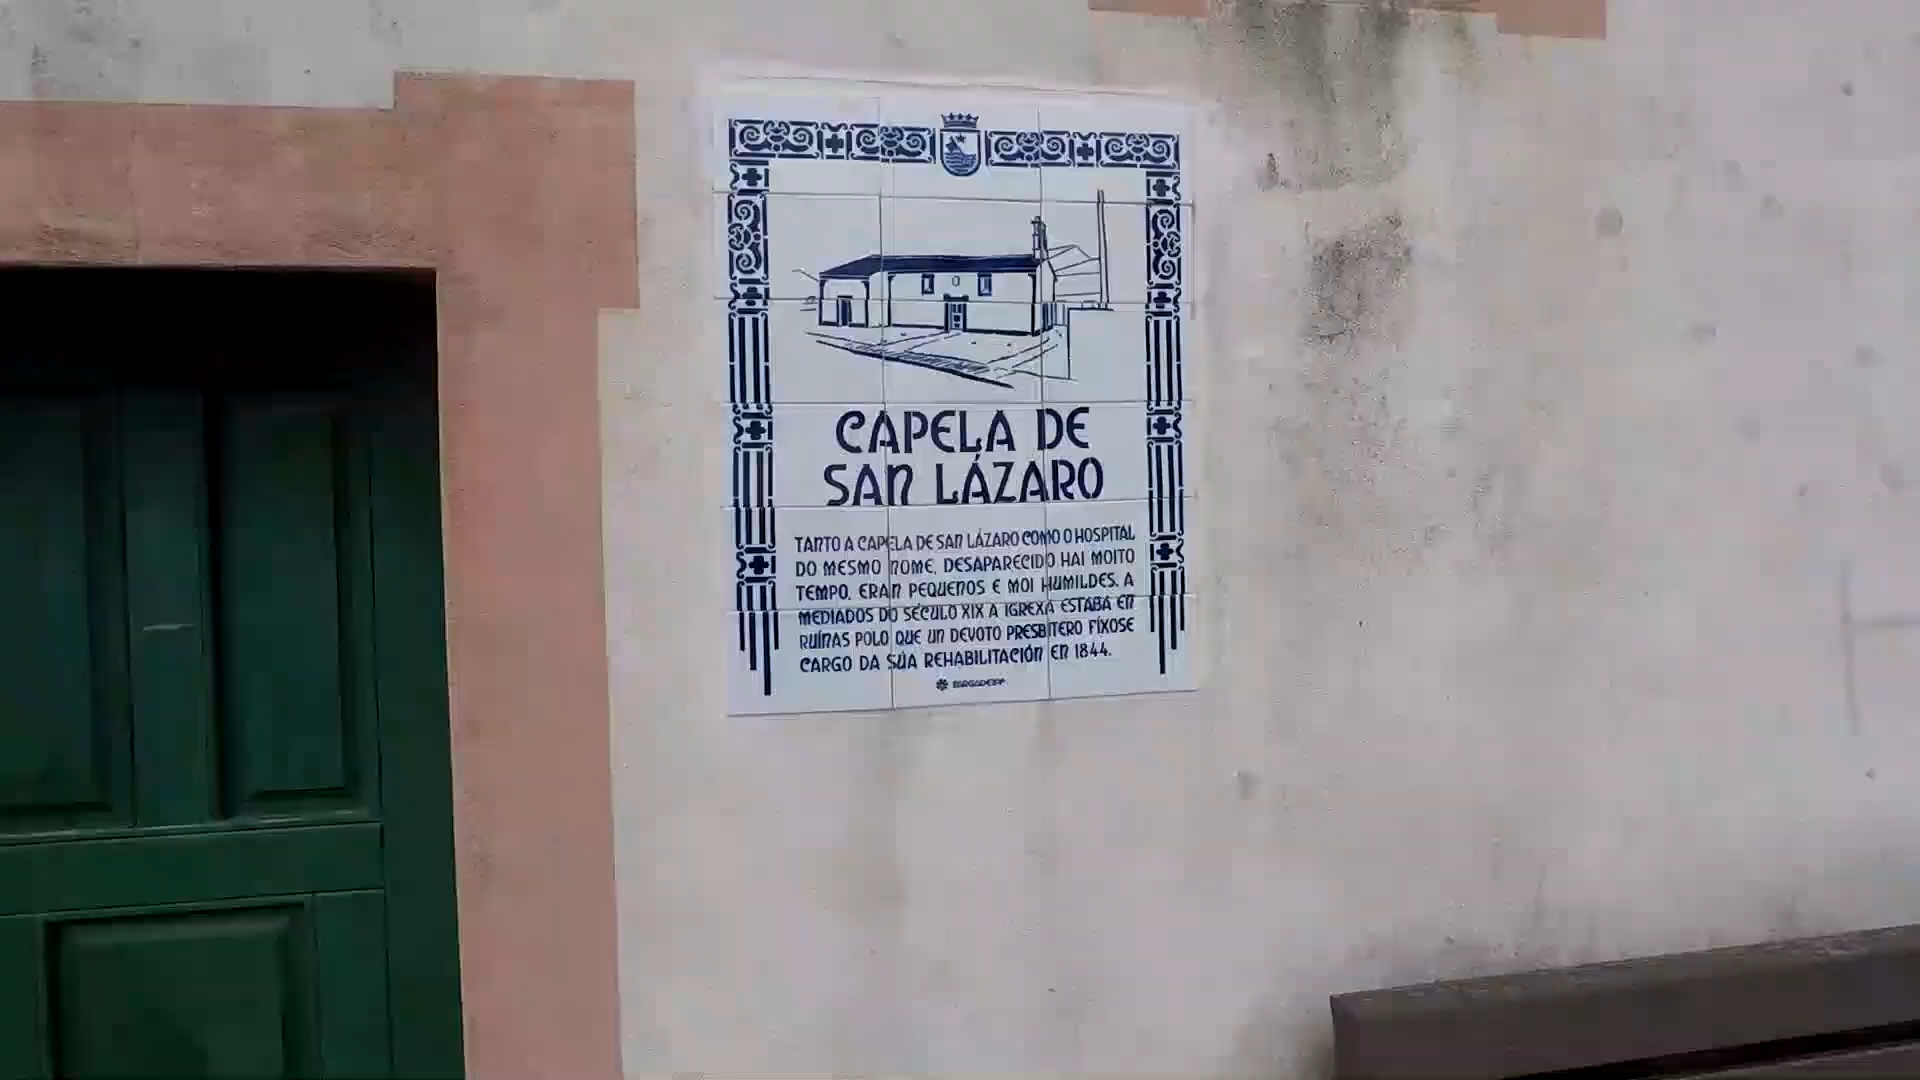 CAPELA DE
SAN LÁZARO
TANTO A CAPELA DE SAN LÁZARO COMO O HOSPITAL
DO MESMO NOME, DESAPARECIDO HAI MOITO
TEMPO, ERAN PEQUENOS E MOI HUMILDES. A
MEDIADOS DO SÉCULO XIX A IGREXA ESTABA EN
RUÍNAS POLO QUE UN DEVOTO PRESBITERO FÍXOSE
CARGO DA SÚA REHABILITACIÓN EN 1844.
SARGADELOS